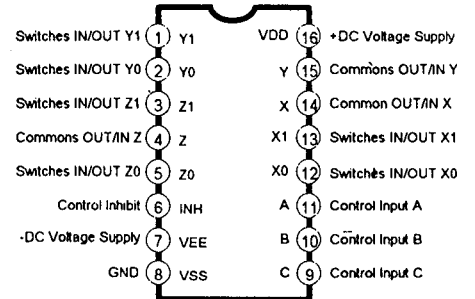 Switches IN/OUT Y1 1 Y1 VDD 16 +DC Voltage Supply
Switches IN/OUT Y0 2 Y0 Y 15 Commons OUT/IN Y
Switches IN/OUT Z1 3 Z1 X 14 Common OUT/IN X
Commons OUT/IN Z 4 Z X1 13 Switches IN/OUT X1
Switches IN/OUT Z0 5 Z0 X0 12 Switches IN/OUT X0
Control Inhibit 6 INH A 11 Control Input A
-DC Voltage Supply 7 VEE B 10 Control Input B
GND 8 VSS C 9 Control Input C